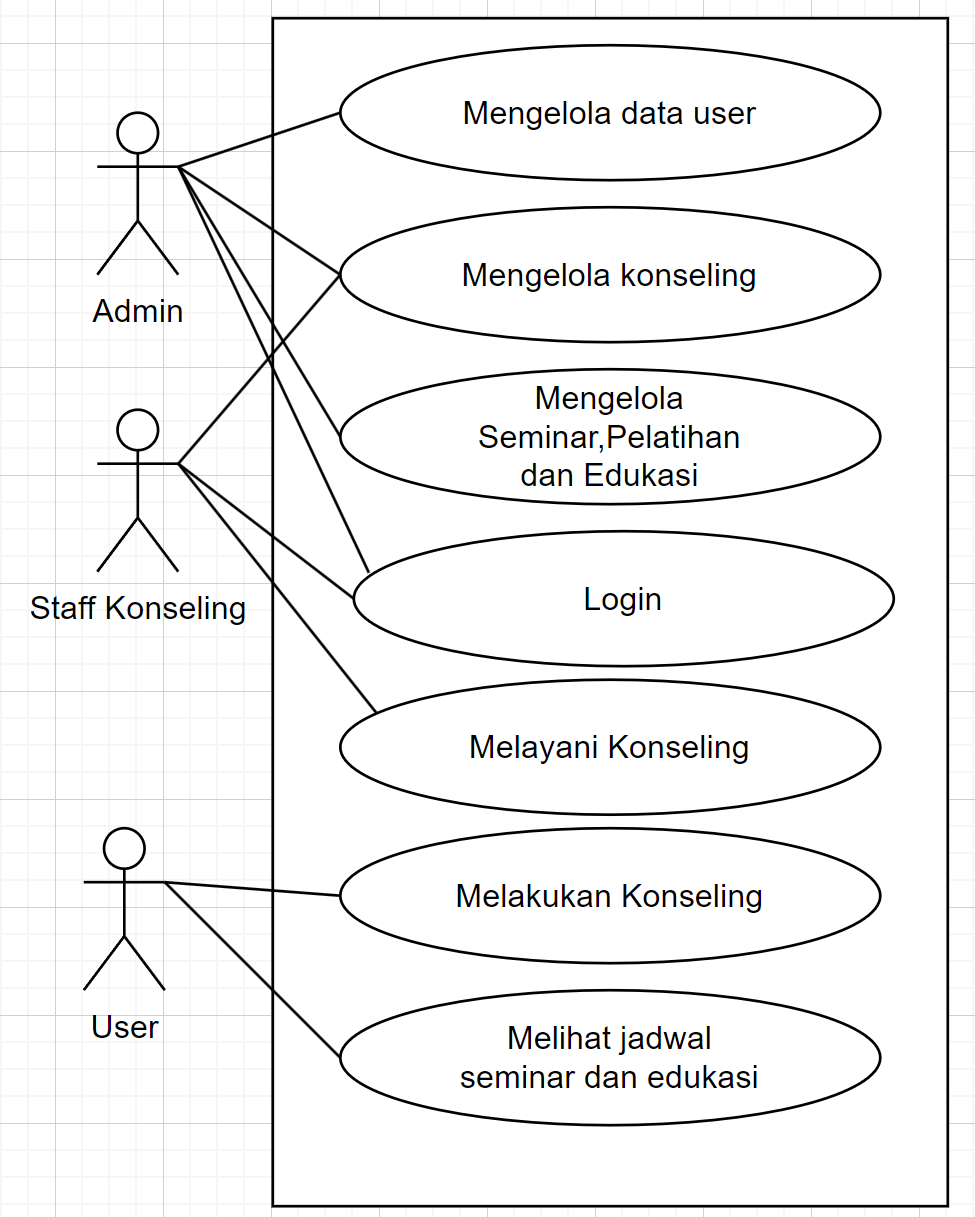 Mengelola data user
Mengelola konseling
Admin
Mengelola
Seminar,Pelatihan
dan Edukasi
Login
Staff Konseling
Melayani Konseling
Melakukan Konseling
User
Melihat jadwal
seminar dan edukasi